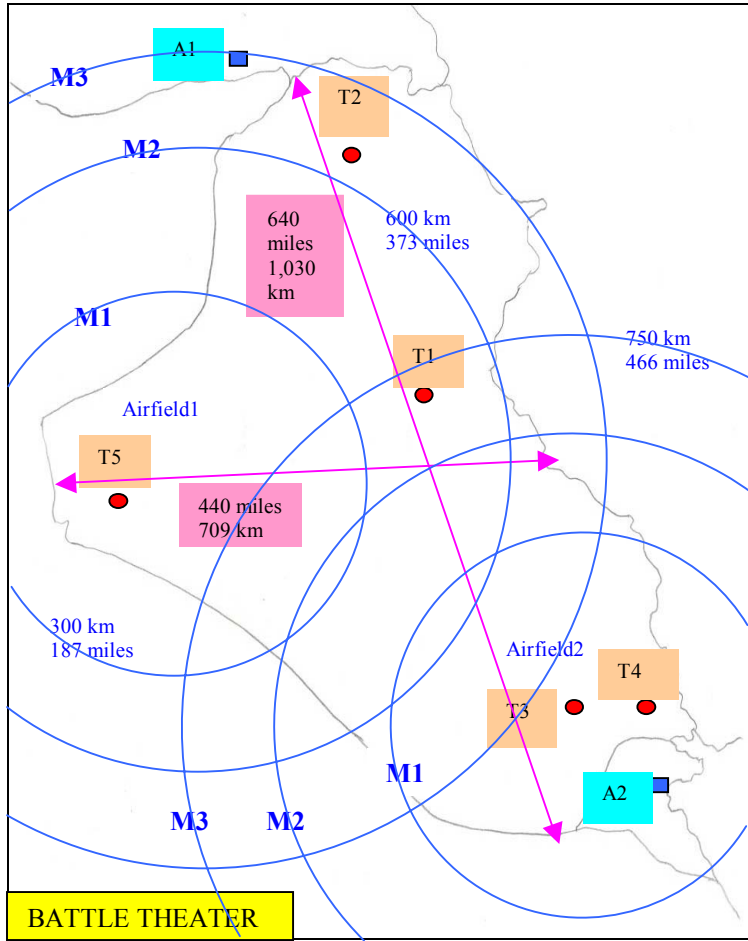 A1
M3
T2
M2
640
miles
1,030
km
600 km
373 miles
M1
T1
750 km
466 miles
Airfield1
T5
440 miles
709 km
300 km
187 miles
Airfield2
T4
T3
M1
A2
M3
M2
BATTLE THEATER